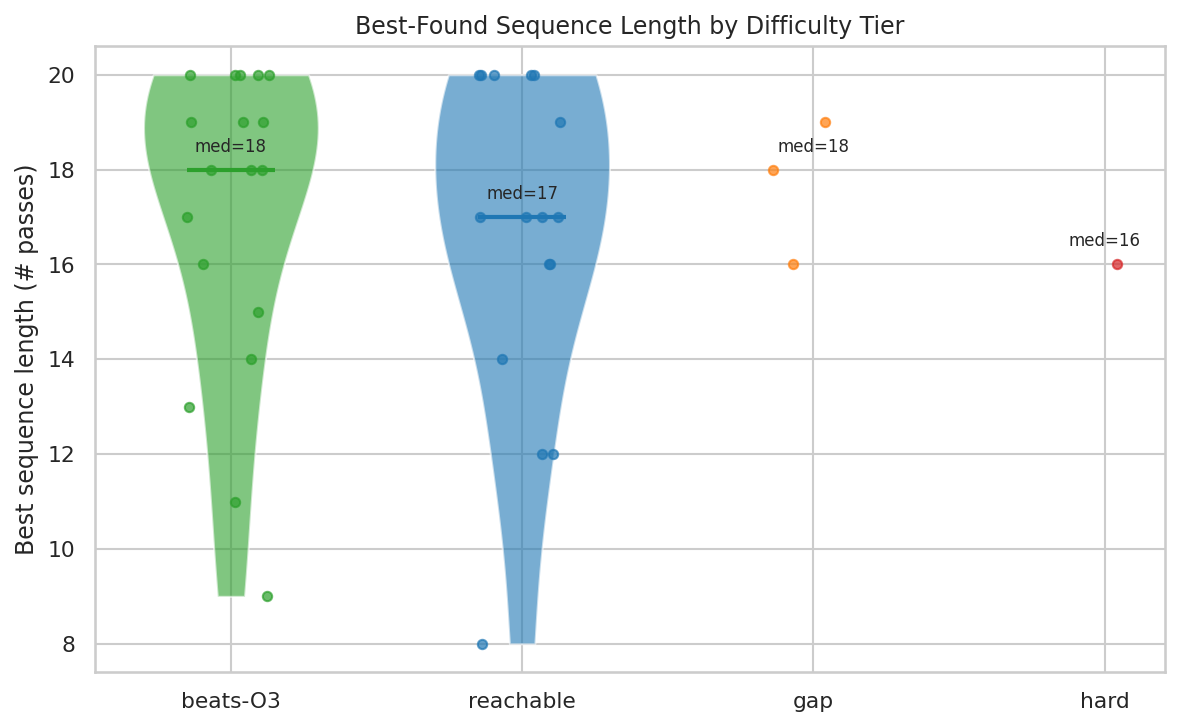 Best-Found Sequence Length by Difficulty Tier
Best sequence length (# passes)
20
18
16
14
12
10
8
med=18
med=17
med=18
med=16
beats-O3
reachable
gap
hard